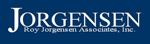 JORGENSEN
Roy Jorgensen Associates, Inc.